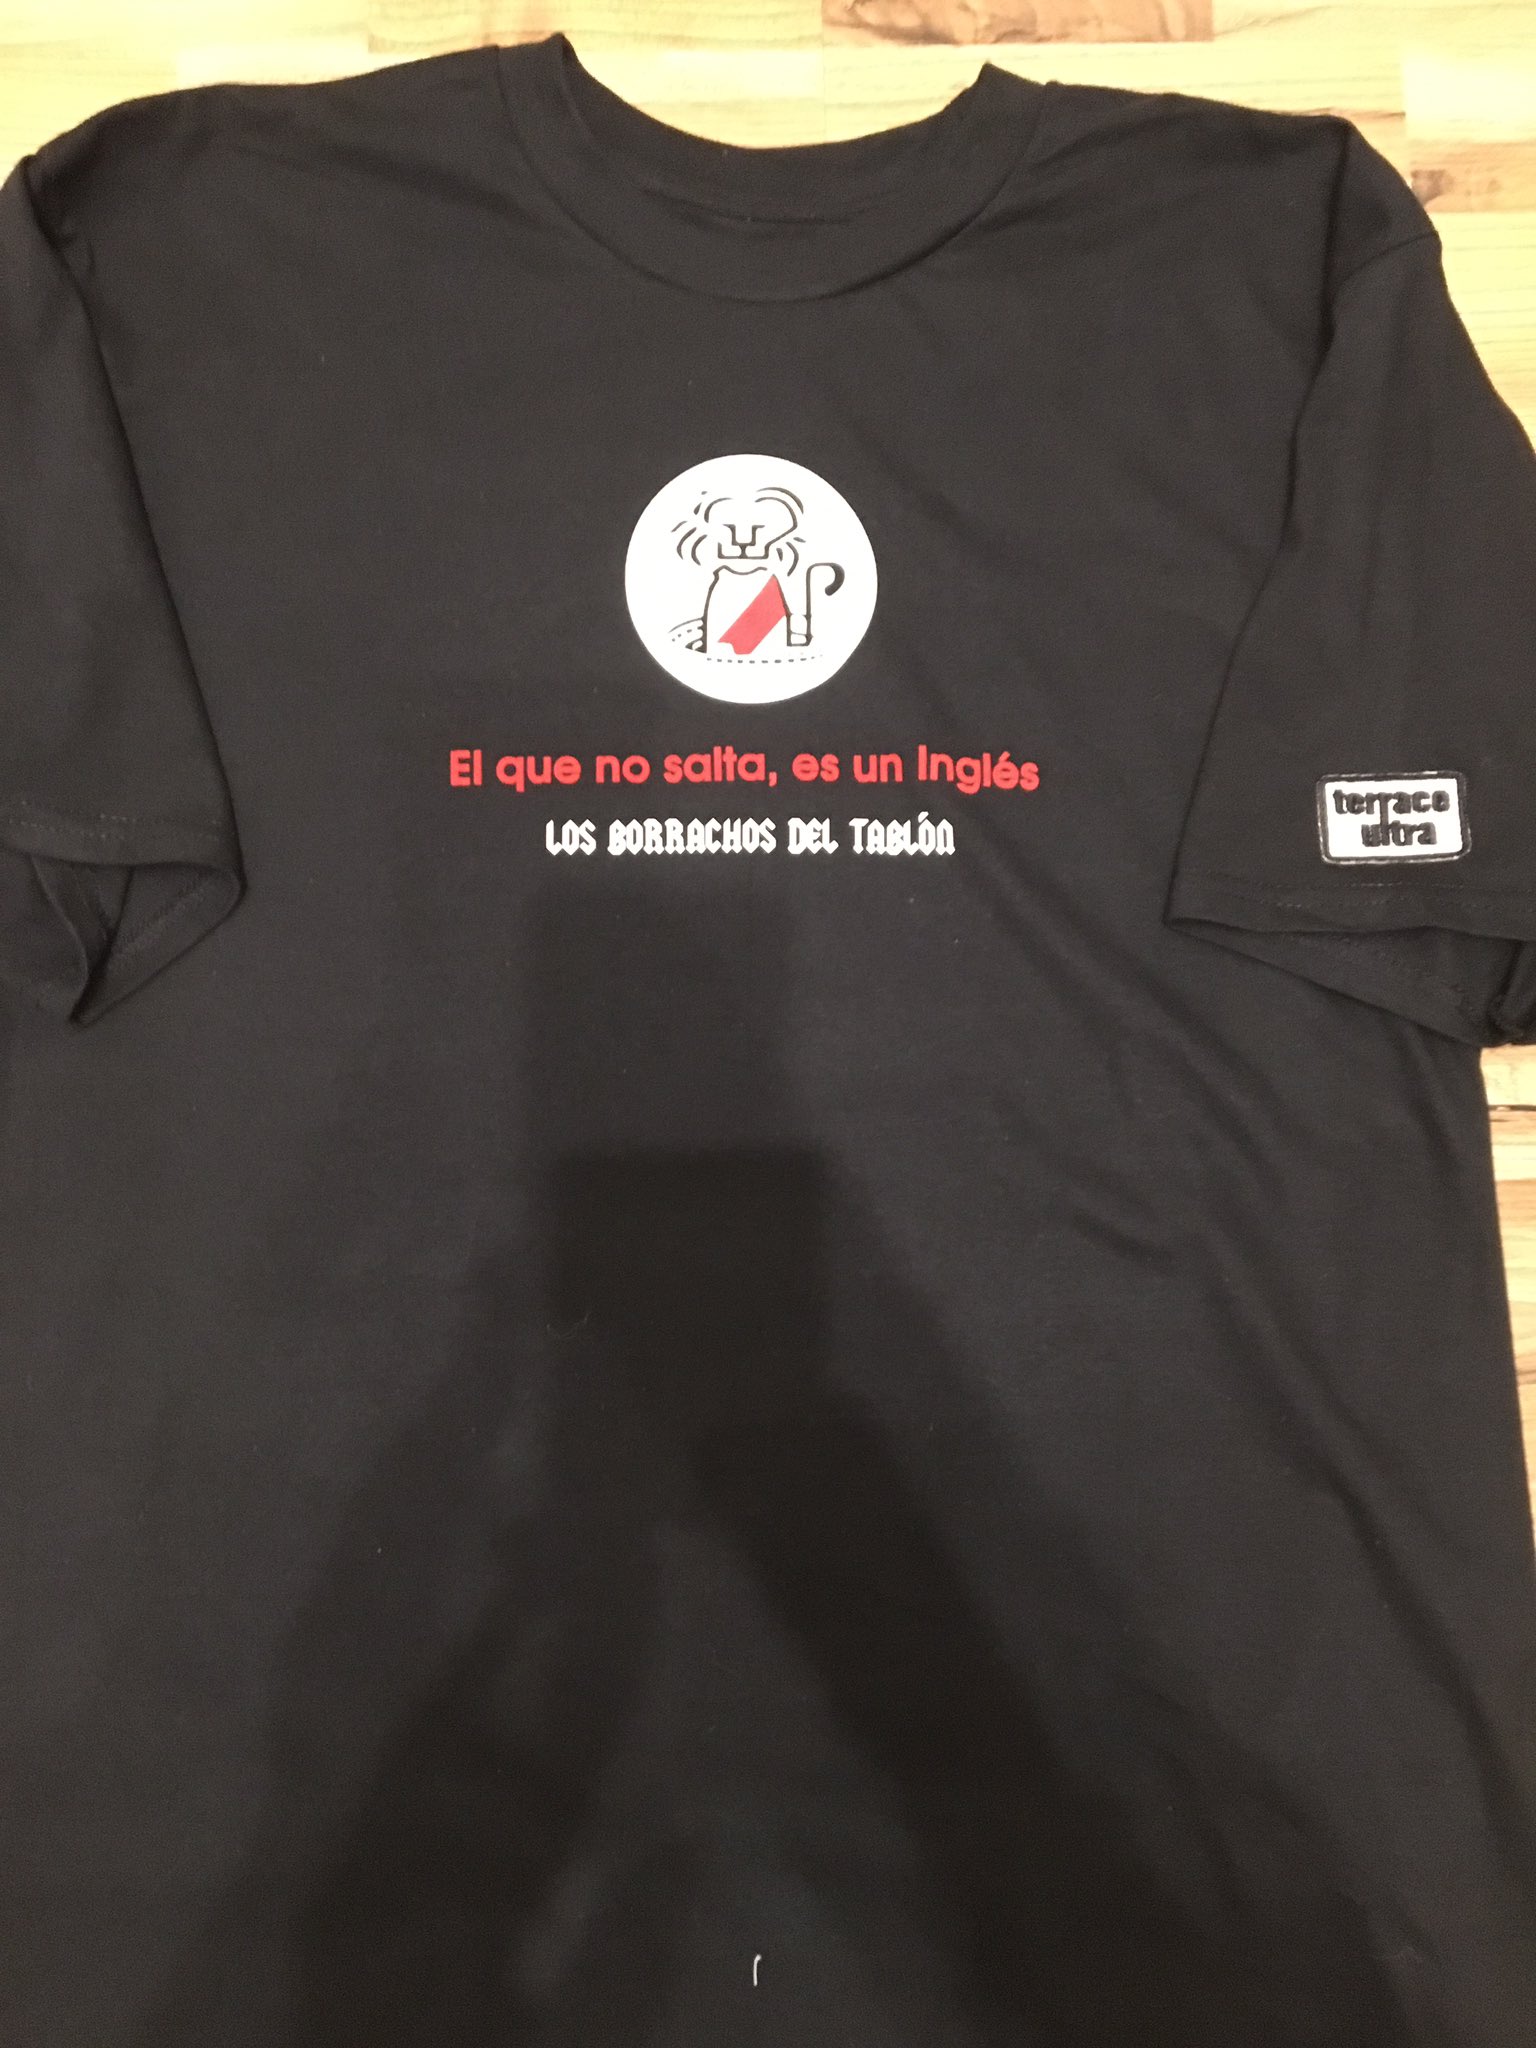 El que no salta, es un Inglés
LOS BORRACHOS DEL TABLÓN
terrace
ultra